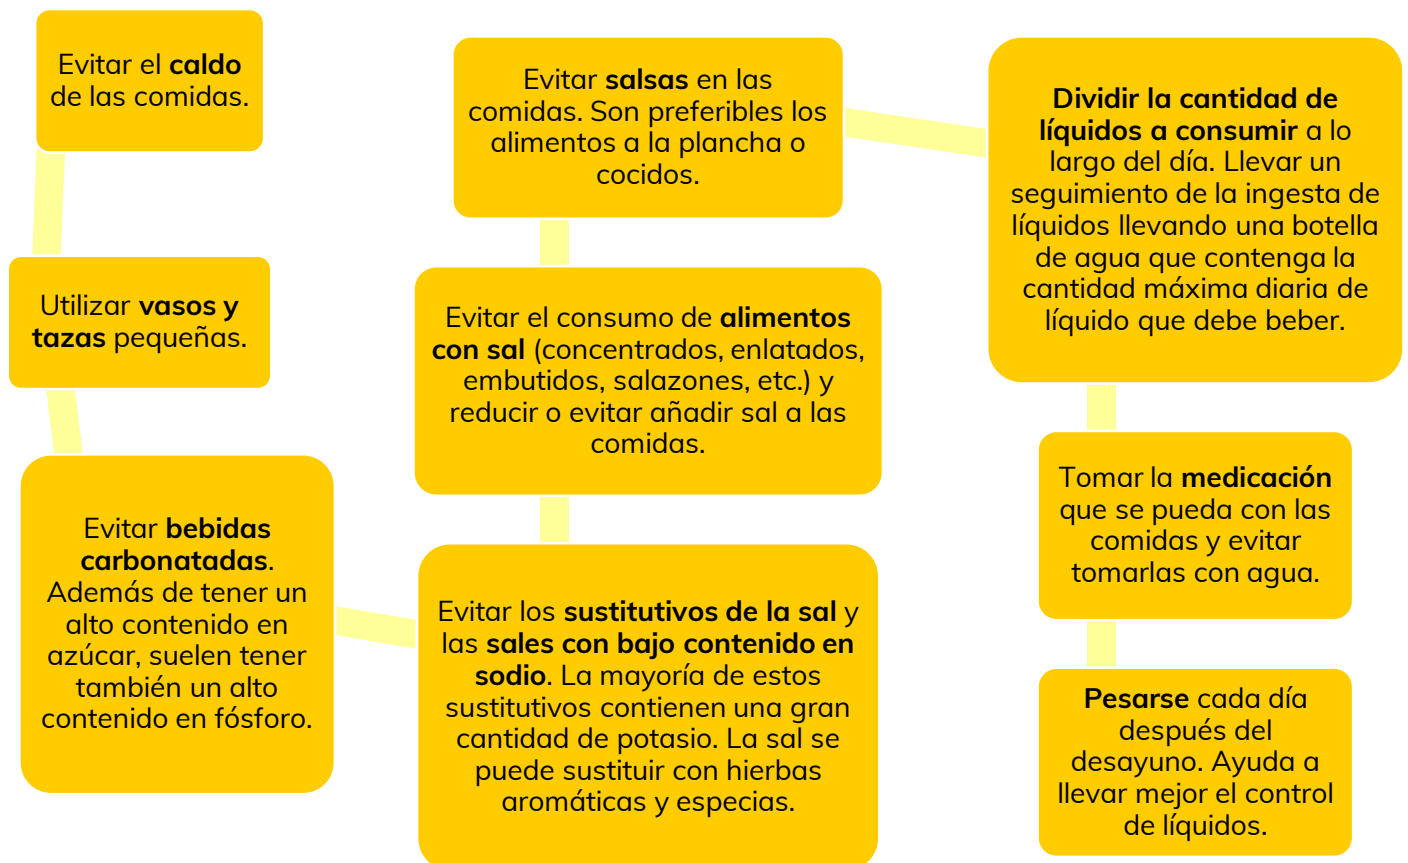 Evitar el caldo
de las comidas.
Utilizar vasos y
tazas pequeñas.
Evitar bebidas
carbonatadas.
Además de tener un
alto contenido en
azúcar, suelen tener
también un alto
contenido en fósforo.
Evitar los sustitutivos de la sal y
las sales con bajo contenido en
sodio. La mayoría de estos
sustitutivos contienen una gran
cantidad de potasio. La sal se
puede sustituir con hierbas
aromáticas y especias.
Evitar el consumo de alimentos
con sal (concentrados, enlatados,
embutidos, salazones, etc.) y
reducir o evitar añadir sal a las
comidas.
Evitar salsas en las
comidas. Son preferibles los
alimentos a la plancha o
cocidos.
Dividir la cantidad de
líquidos a consumir a lo
largo del día. Llevar un
seguimiento de la ingesta de
líquidos llevando una botella
de agua que contenga la
cantidad máxima diaria de
líquido que debe beber.
Tomar la medicación
que se pueda con las
comidas y evitar
tomarlas con agua.
Pesarse cada día
después del
desayuno. Ayuda a
llevar mejor el control
de líquidos.